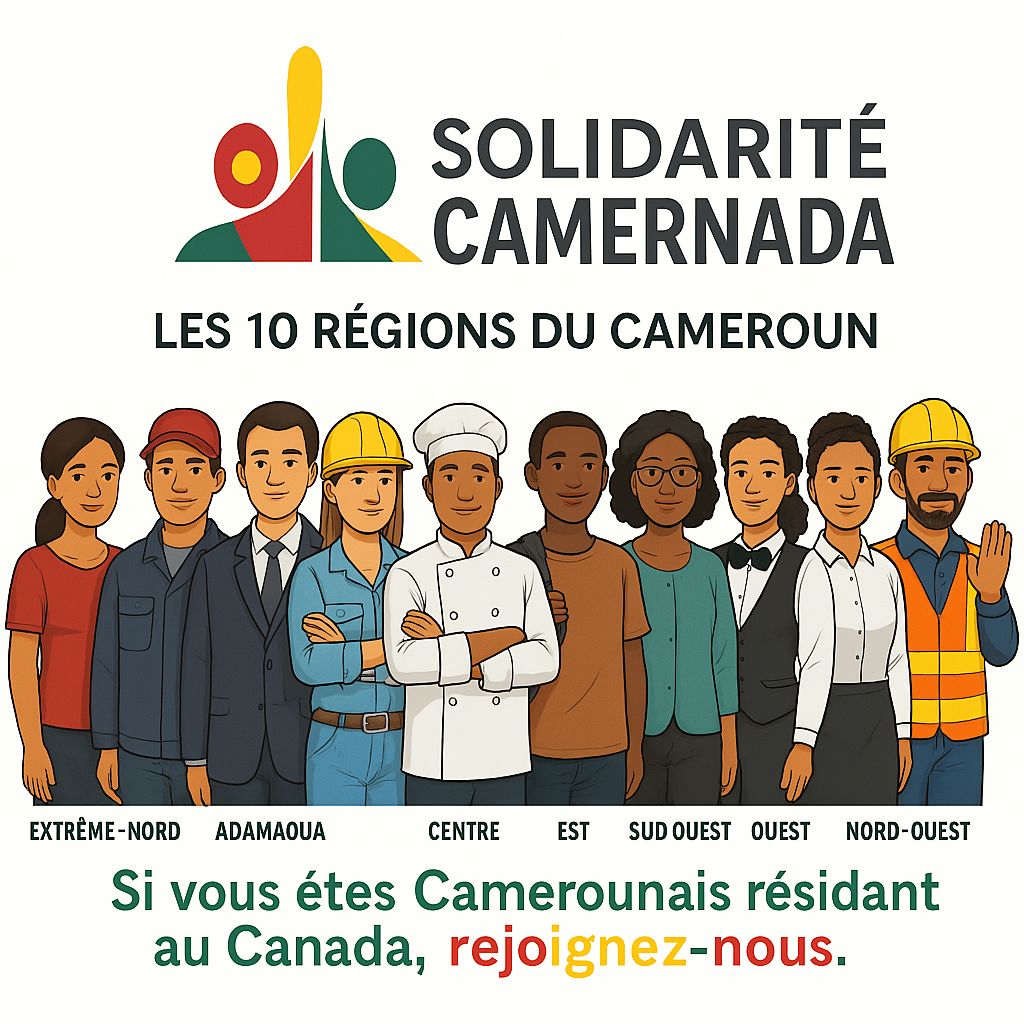 SOLIDARITÉ
CAMERNADA
LES 10 RÉGIONS DU CAMEROUN
EXTRÊME-NORD ADAMAOUA CENTRE EST SUD OUEST OUEST NORD-OUEST
Si vous étes Camerounais résidant
au Canada, rejoignez-nous.